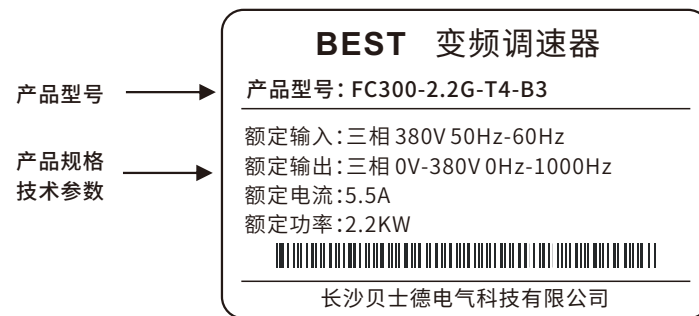 BEST 变频调速器
产品型号
产品型号：FC300-2.2G-T4-B3
产品规格
技术参数
额定输入：三相 380V 50Hz-60Hz
额定输出：三相 0V-380V 0Hz-1000Hz
额定电流：5.5A
额定功率：2.2KW
长沙贝士德电气科技有限公司